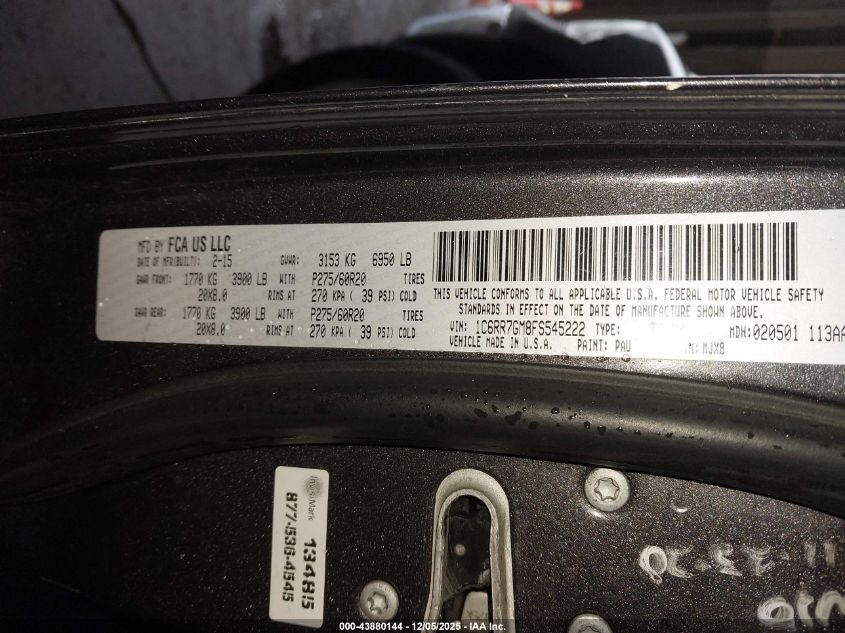 MFD BY FCA US LLC
DATE OF MFR(BUILT): 2-15 GVWR: 3153 KG 6950 LB
GAWR FRONT: 1770 KG 3900 LB WITH P275/60R20 TIRES
20X8.0 RIMS AT 270 KPA ( 39 PSI) COLD
GAWR REAR: 1770 KG 3900 LB WITH P275/60R20 TIRES
20X8.0 RIMS AT 270 KPA ( 39 PSI) COLD
THIS VEHICLE CONFORMS TO ALL APPLICABLE U.S.A. FEDERAL MOTOR VEHICLE SAFETY
STANDARDS IN EFFECT ON THE DATE OF MANUFACTURE SHOWN ABOVE.
VIN: 1C6RR7GM8FS545222 TYPE: MDH: 020501 113AA
VEHICLE MADE IN U.S.A. PAINT: PAU M: MJX8
13485
877-536-4545
11-23-20
000-43880144 - 12/05/2025 - IAA Inc.